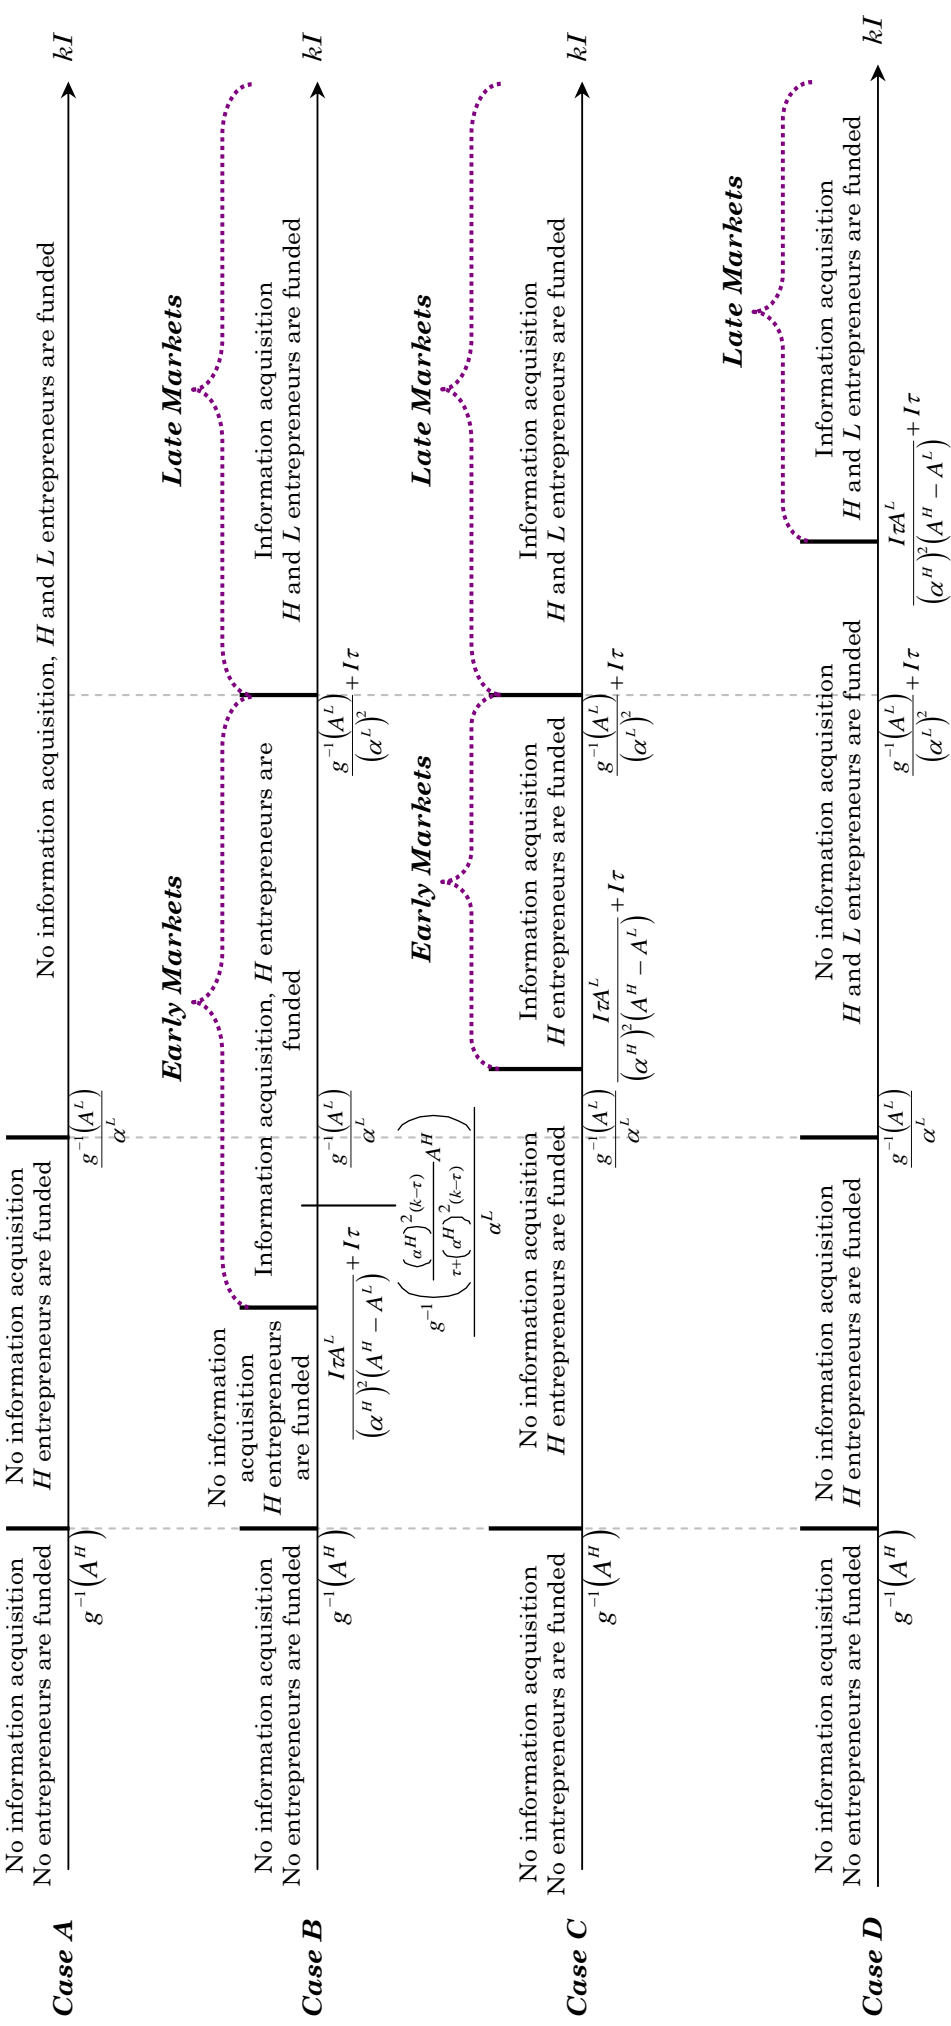 Case A
No information acquisition
No entrepreneurs are funded
No information acquisition
H entrepreneurs are funded
No information acquisition, H and L entrepreneurs are funded
kI
g⁻¹(A^H)
g⁻¹(A^L) / α^L
Case B
Early Markets
Late Markets
No information acquisition
No entrepreneurs are funded
No information
acquisition
H entrepreneurs
are funded
Information acquisition, H entrepreneurs are
funded
Information acquisition
H and L entrepreneurs are funded
kI
g⁻¹(A^H)
IτA^L / (α^H)²(A^H − A^L) + Iτ
g⁻¹((α^H)²(k−τ) / τ+(α^H)²(k−τ) A^H) / α^L
g⁻¹(A^L) / α^L
g⁻¹(A^L) / (α^L)² + Iτ
Case C
Early Markets
Late Markets
No information acquisition
No entrepreneurs are funded
No information acquisition
H entrepreneurs are funded
Information acquisition
H entrepreneurs are funded
Information acquisition
H and L entrepreneurs are funded
kI
g⁻¹(A^H)
g⁻¹(A^L) / α^L
IτA^L / (α^H)²(A^H − A^L) + Iτ
g⁻¹(A^L) / (α^L)² + Iτ
Case D
Late Markets
No information acquisition
No entrepreneurs are funded
No information acquisition
H entrepreneurs are funded
No information acquisition
H and L entrepreneurs are funded
Information acquisition
H and L entrepreneurs are funded
kI
g⁻¹(A^H)
g⁻¹(A^L) / α^L
g⁻¹(A^L) / (α^L)² + Iτ
IτA^L / (α^H)²(A^H − A^L) + Iτ